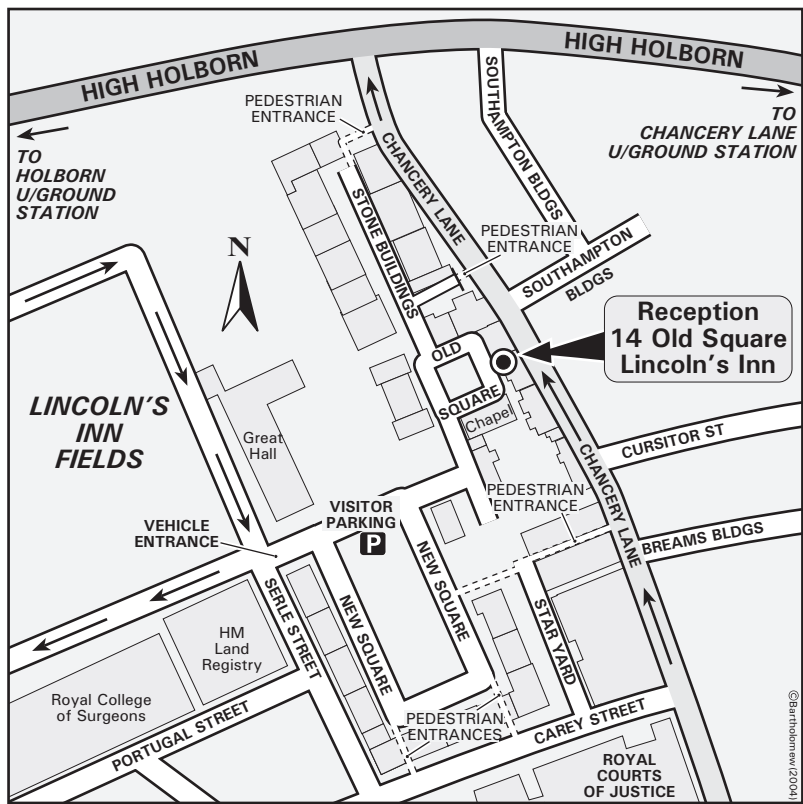 HIGH HOLBORN
HIGH HOLBORN
PEDESTRIAN
ENTRANCE
TO
HOLBORN
U/GROUND
STATION
TO
CHANCERY LANE
U/GROUND STATION
SOUTHAMPTON BLDGS
CHANCERY LANE
STONE BUILDINGS
PEDESTRIAN
ENTRANCE
SOUTHAMPTON
BLDGS
N
Reception
14 Old Square
Lincoln's Inn
OLD
SQUARE
Chapel
LINCOLN'S
INN
FIELDS
Great
Hall
CURSITOR ST
CHANCERY LANE
PEDESTRIAN
ENTRANCE
VISITOR
PARKING
P
VEHICLE
ENTRANCE
BREAMS BLDGS
NEW SQUARE
NEW SQUARE
SERLE STREET
STAR YARD
HM
Land
Registry
Royal College
of Surgeons
PORTUGAL STREET
PEDESTRIAN
ENTRANCES
CAREY STREET
ROYAL
COURTS
OF JUSTICE
©Bartholomew (2004)